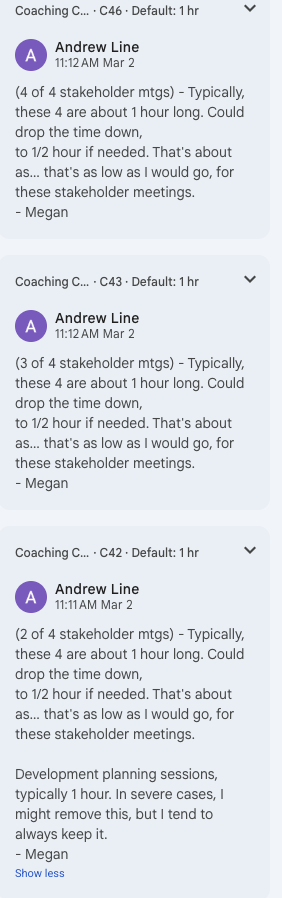 Coaching C... · C46 · Default: 1 hr
A
Andrew Line
11:12 AM Mar 2
(4 of 4 stakeholder mtgs) - Typically,
these 4 are about 1 hour long. Could
drop the time down,
to 1/2 hour if needed. That's about
as... that's as low as I would go, for
these stakeholder meetings.
- Megan
Coaching C... · C43 · Default: 1 hr
A
Andrew Line
11:12 AM Mar 2
(3 of 4 stakeholder mtgs) - Typically,
these 4 are about 1 hour long. Could
drop the time down,
to 1/2 hour if needed. That's about
as... that's as low as I would go, for
these stakeholder meetings.
- Megan
Coaching C... · C42 · Default: 1 hr
A
Andrew Line
11:11 AM Mar 2
(2 of 4 stakeholder mtgs) - Typically,
these 4 are about 1 hour long. Could
drop the time down,
to 1/2 hour if needed. That's about
as... that's as low as I would go, for
these stakeholder meetings.
Development planning sessions,
typically 1 hour. In severe cases, I
might remove this, but I tend to
always keep it.
- Megan
Show less